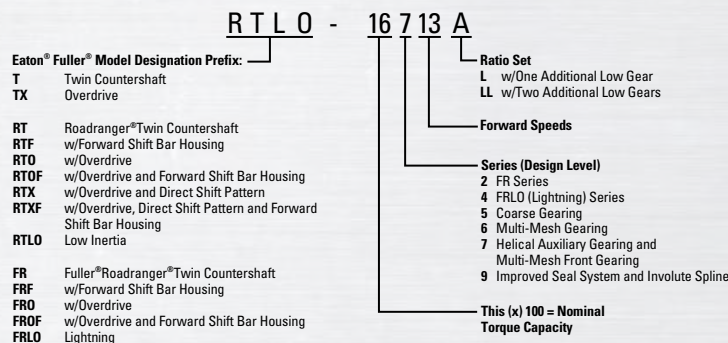 RTLO - 16713A
Eaton® Fuller® Model Designation Prefix:
T Twin Countershaft
TX Overdrive
RT Roadranger®Twin Countershaft
RTF w/Forward Shift Bar Housing
RTO w/Overdrive
RTOF w/Overdrive and Forward Shift Bar Housing
RTX w/Overdrive and Direct Shift Pattern
RTXF w/Overdrive, Direct Shift Pattern and Forward
Shift Bar Housing
RTLO Low Inertia
FR Fuller®Roadranger®Twin Countershaft
FRF w/Forward Shift Bar Housing
FRO w/Overdrive
FROF w/Overdrive and Forward Shift Bar Housing
FRLO Lightning
Ratio Set
L w/One Additional Low Gear
LL w/Two Additional Low Gears
Forward Speeds
Series (Design Level)
2 FR Series
4 FRLO (Lightning) Series
5 Coarse Gearing
6 Multi-Mesh Gearing
7 Helical Auxiliary Gearing and
Multi-Mesh Front Gearing
9 Improved Seal System and Involute Spline
This (x) 100 = Nominal
Torque Capacity